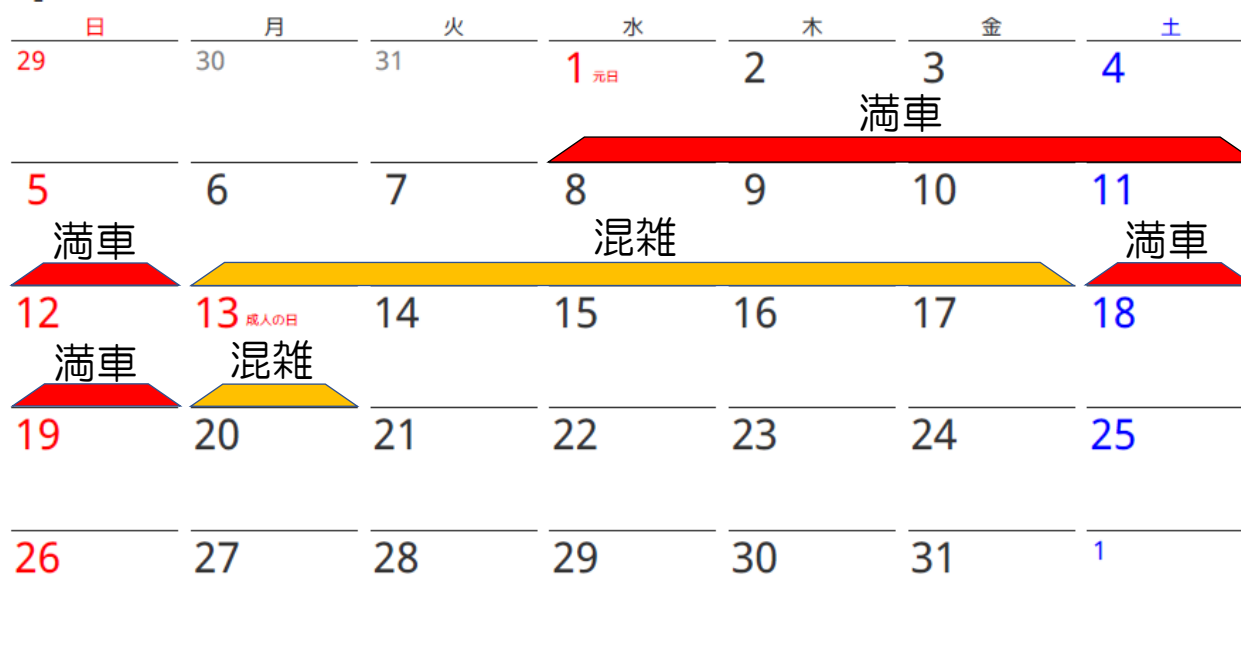 日 月 火 水 木 金 土
29 30 31 1 元日 2 3 4
満車
5 6 7 8 9 10 11
満車 混雑 満車
12 13 成人の日 14 15 16 17 18
満車 混雑
19 20 21 22 23 24 25
26 27 28 29 30 31 1